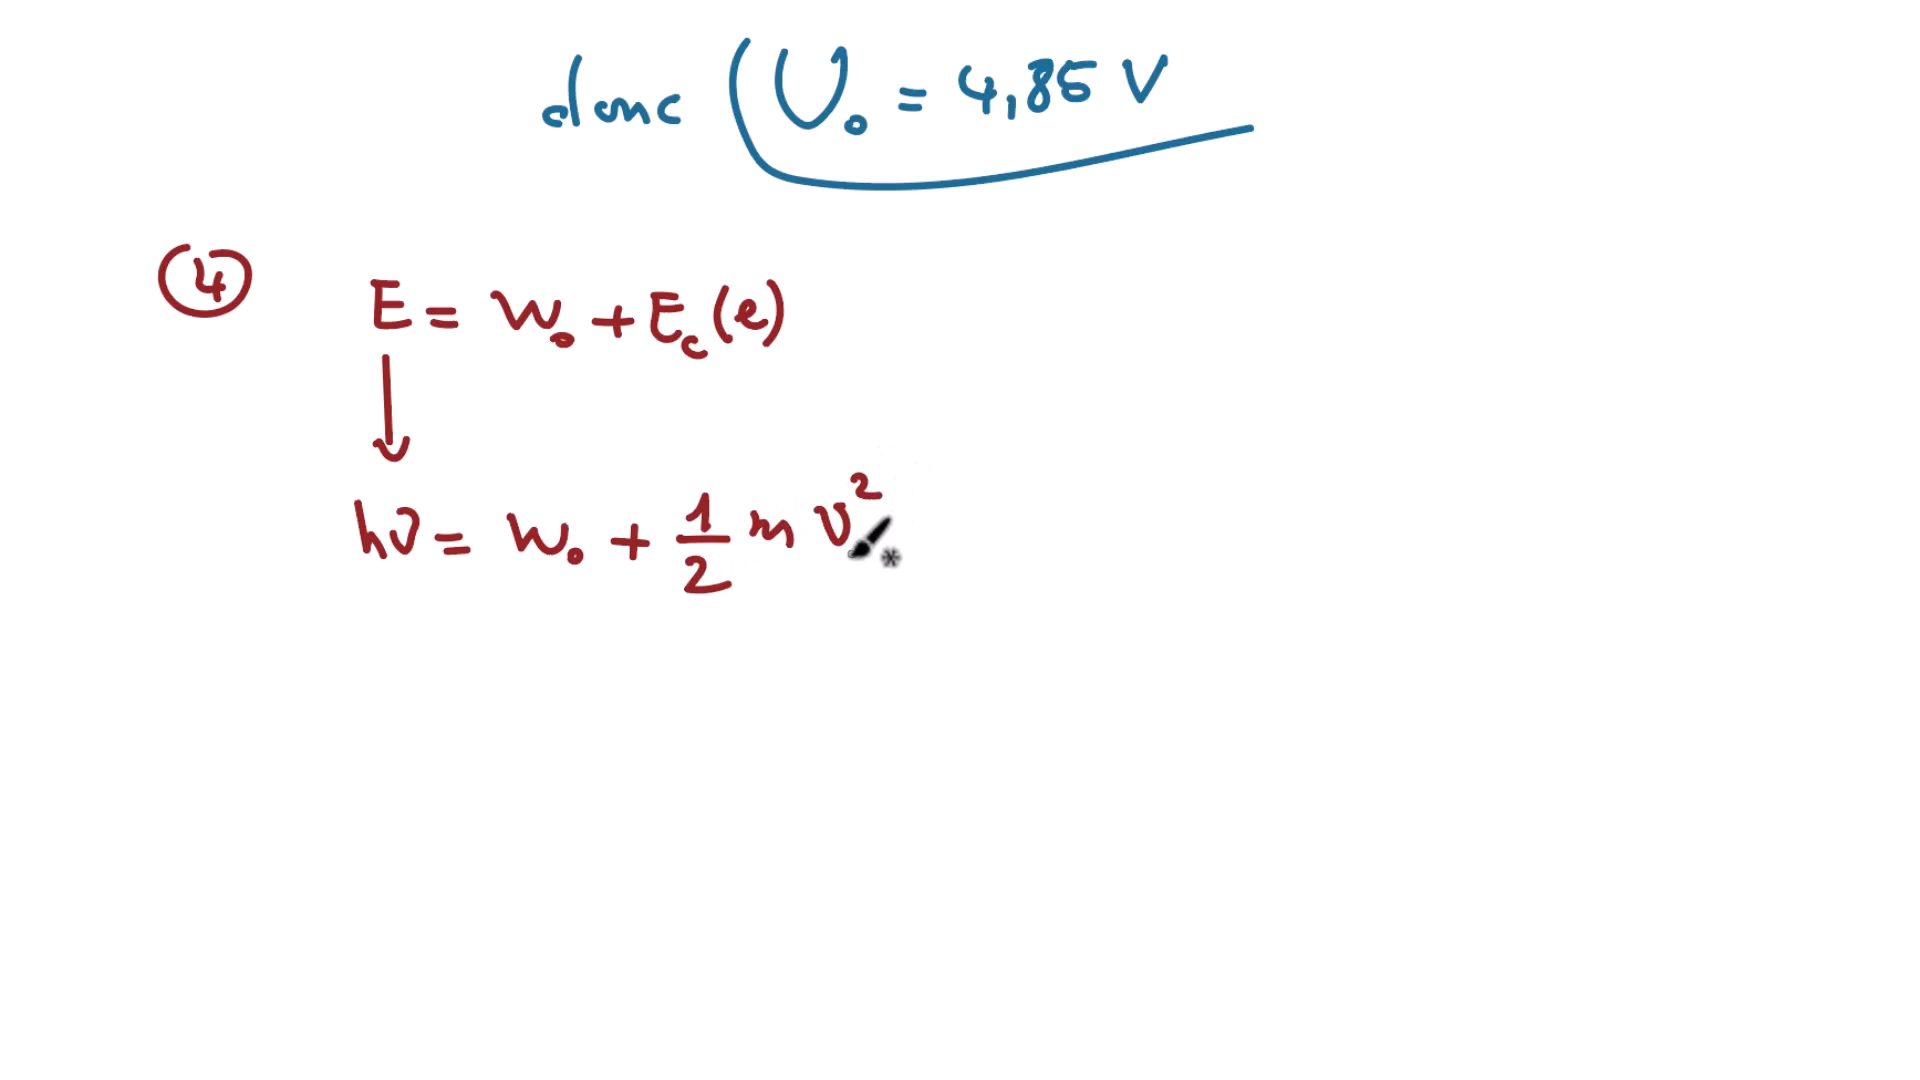 donc U₀ = 4,85 V
④ E = W₀ + E_c(e)
↓
hν = W₀ + 1/2 m v²